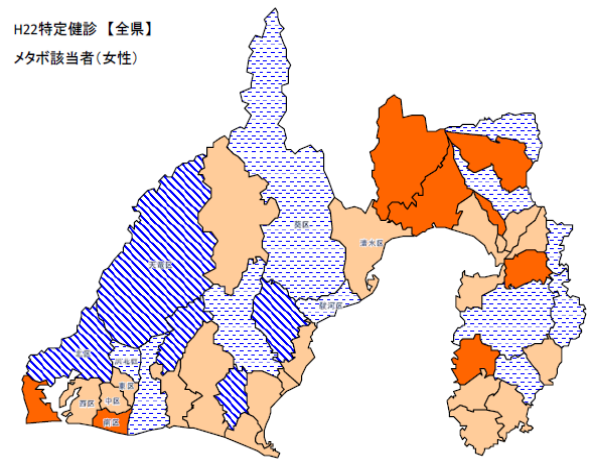 H22特定健診 【全県】
メタボ該当者（女性）
葵区
清水区
天竜区
駿河区
北区
浜北区
東区
西区
中区
南区